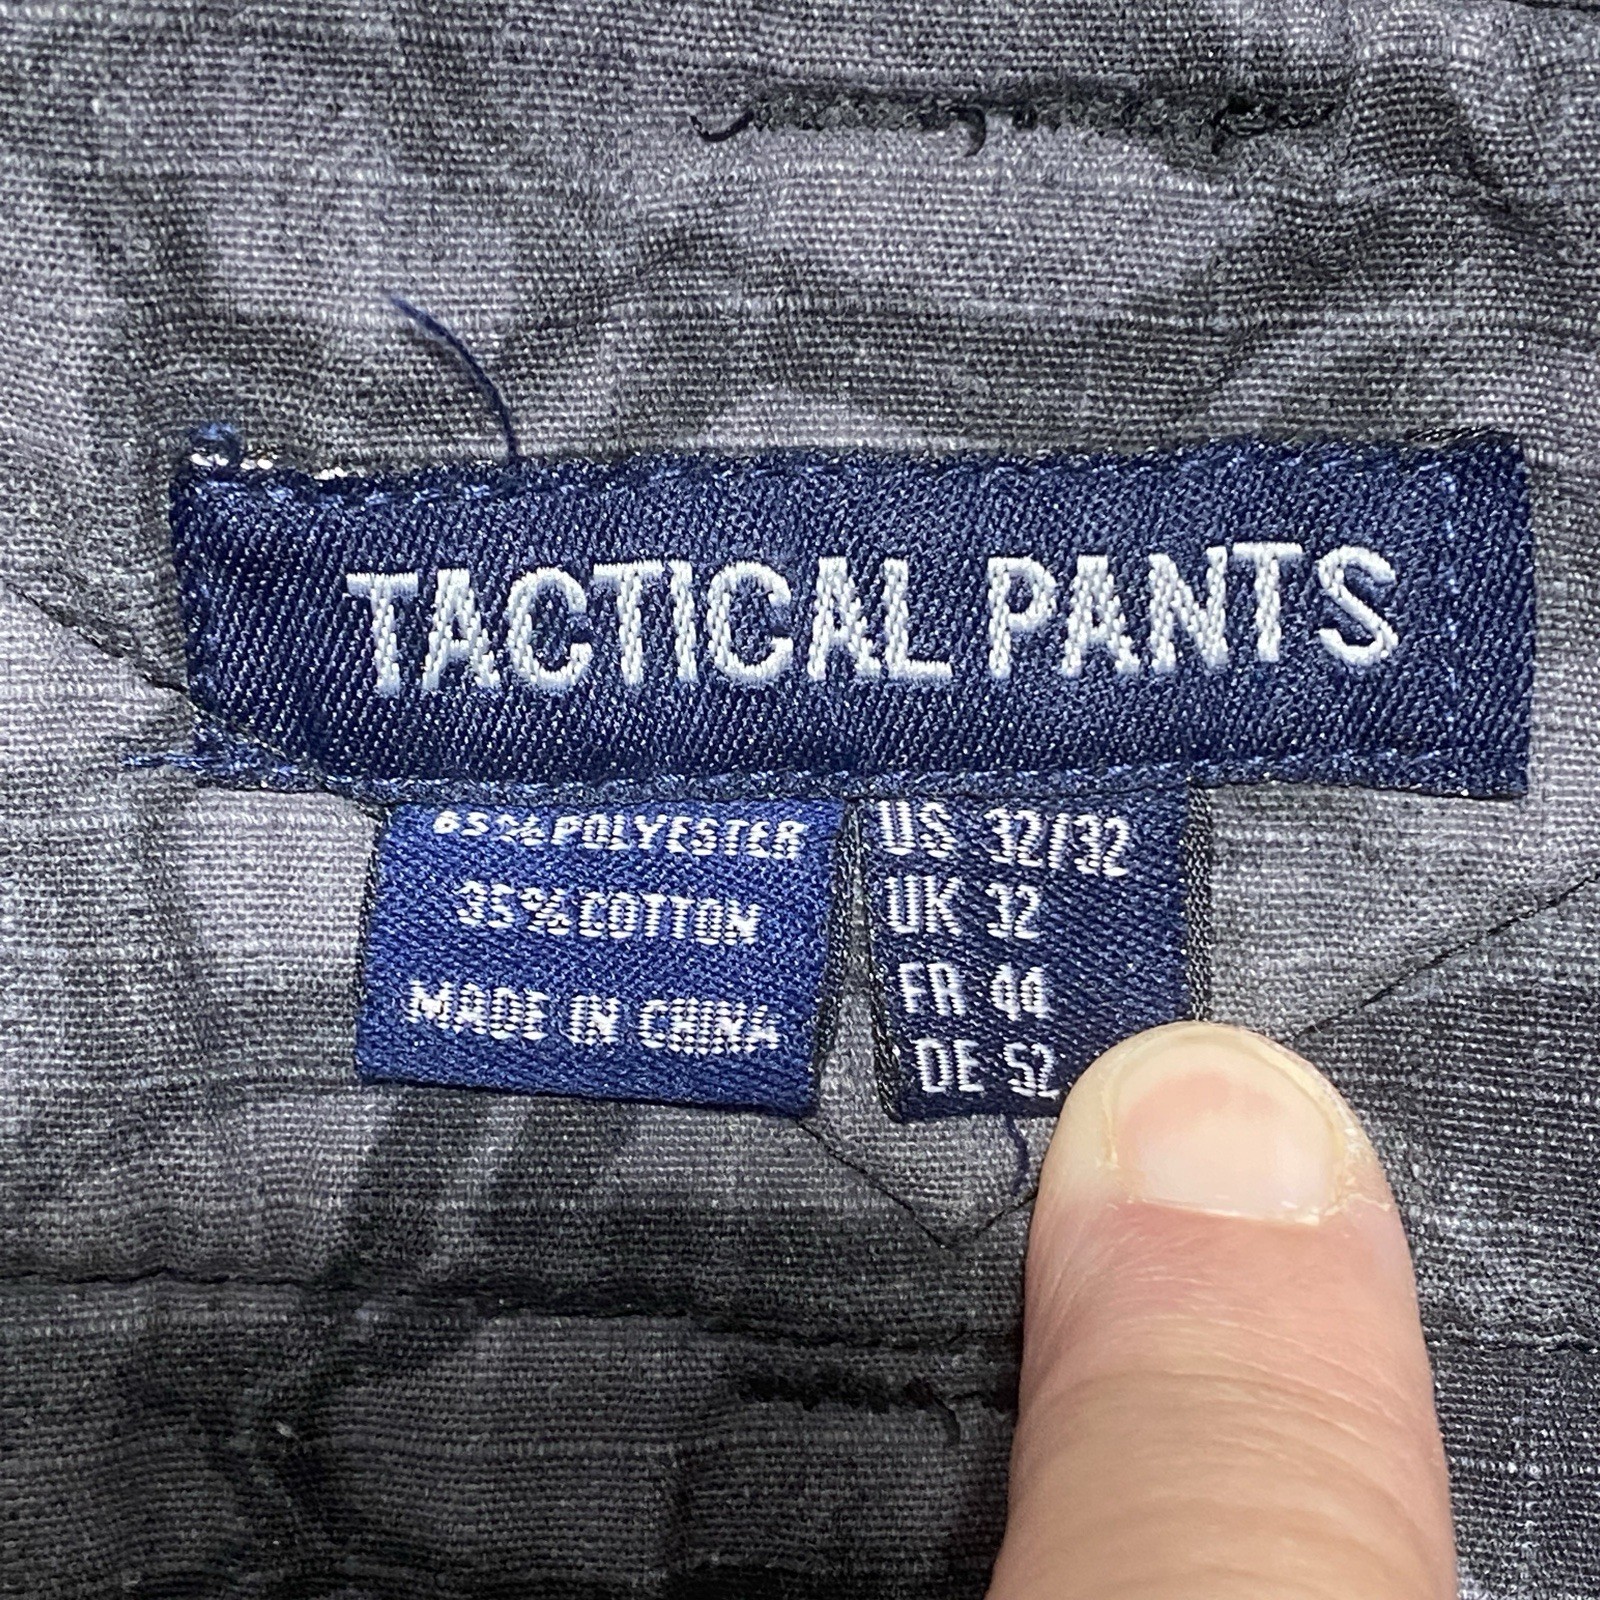 TACTICAL PANTS
65% POLYESTER
35% COTTON
MADE IN CHINA
US 32/32
UK 32
FR 44
DE 52